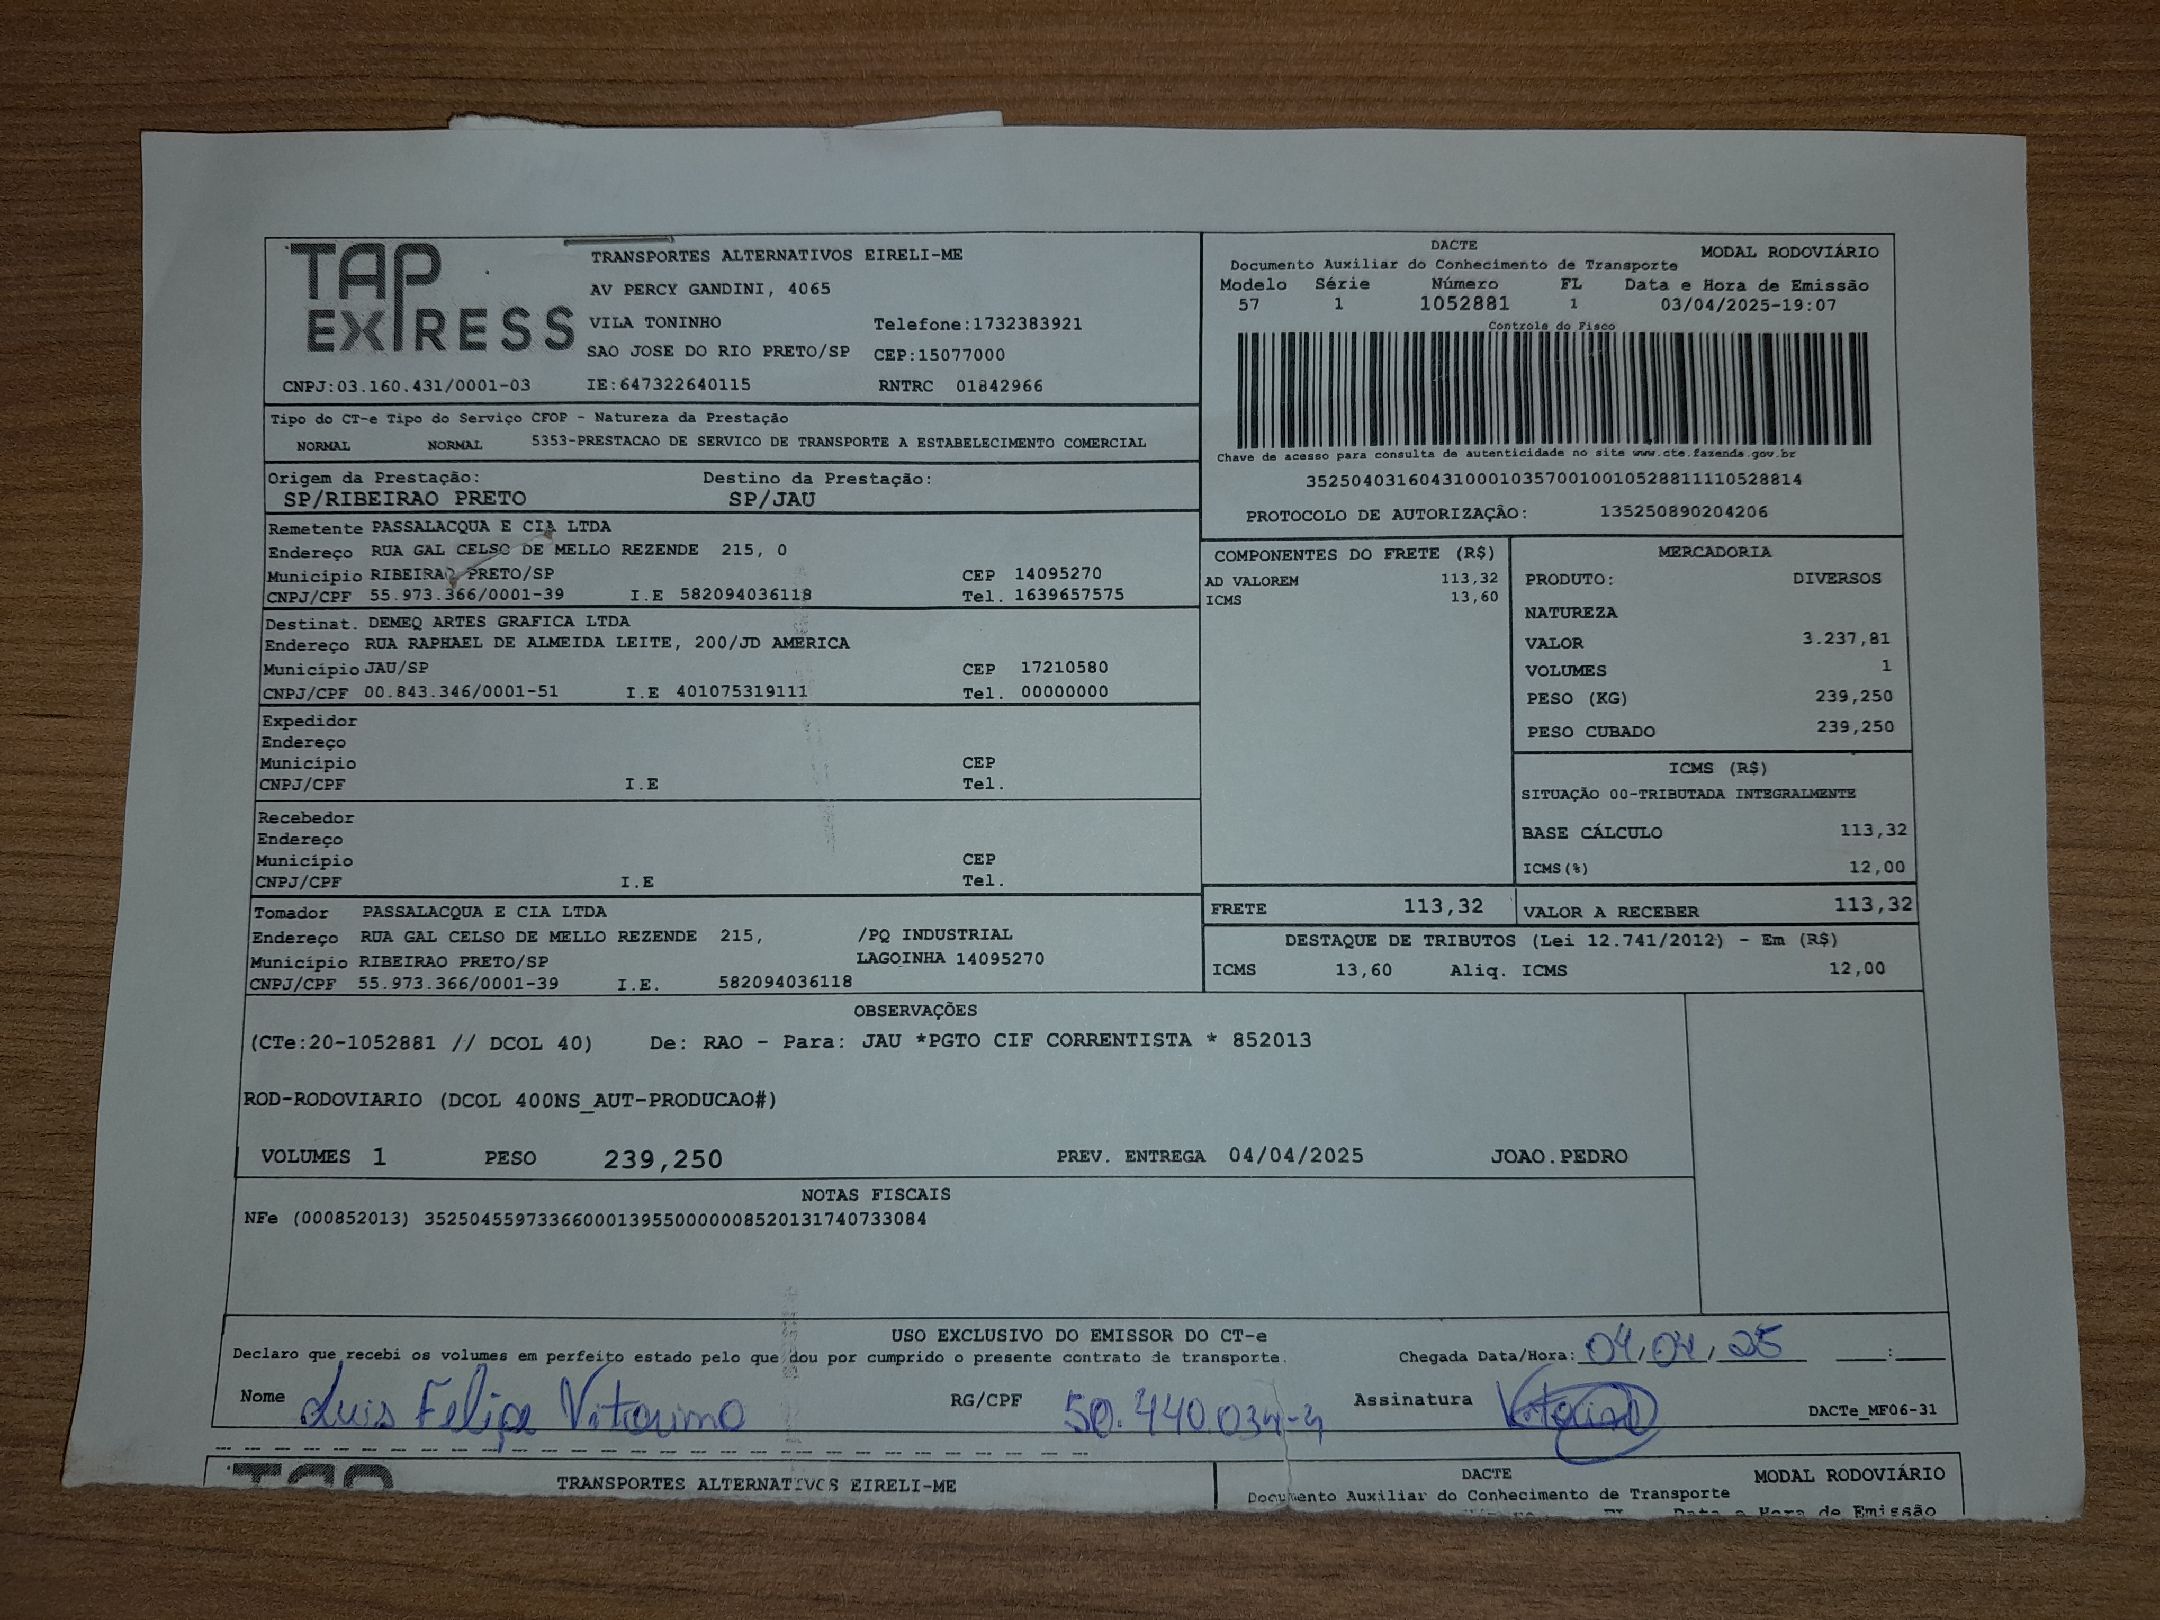 TAP EXPRESS
TRANSPORTES ALTERNATIVOS EIRELI-ME
AV PERCY GANDINI, 4065
VILA TONINHO Telefone:1732383921
SAO JOSE DO RIO PRETO/SP CEP:15077000
CNPJ:03.160.431/0001-03 IE:647322640115 RNTRC 01842966
DACTE MODAL RODOVIÁRIO
Documento Auxiliar do Conhecimento de Transporte
Modelo Série Número FL Data e Hora de Emissão
57 1 1052881 1 03/04/2025-19:07
Controle do Fisco
Chave de acesso para consulta de autenticidade no site www.cte.fazenda.gov.br
35250403160431000103570010010528811110528814
PROTOCOLO DE AUTORIZAÇÃO: 135250890204206
Tipo do CT-e Tipo do Serviço CFOP - Natureza da Prestação
NORMAL NORMAL 5353-PRESTACAO DE SERVICO DE TRANSPORTE A ESTABELECIMENTO COMERCIAL
Origem da Prestação: Destino da Prestação:
SP/RIBEIRAO PRETO SP/JAU
Remetente PASSALACQUA E CIA LTDA
Endereço RUA GAL CELSO DE MELLO REZENDE 215, 0
Município RIBEIRAO PRETO/SP CEP 14095270
CNPJ/CPF 55.973.366/0001-39 I.E 582094036118 Tel. 1639657575
Destinat. DEMEQ ARTES GRAFICA LTDA
Endereço RUA RAPHAEL DE ALMEIDA LEITE, 200/JD AMERICA
Município JAU/SP CEP 17210580
CNPJ/CPF 00.843.346/0001-51 I.E 401075319111 Tel. 00000000
Expedidor
Endereço
Município CEP
CNPJ/CPF I.E Tel.
Recebedor
Endereço
Município CEP
CNPJ/CPF I.E Tel.
Tomador PASSALACQUA E CIA LTDA
Endereço RUA GAL CELSO DE MELLO REZENDE 215, /PQ INDUSTRIAL
Município RIBEIRAO PRETO/SP LAGOINHA 14095270
CNPJ/CPF 55.973.366/0001-39 I.E. 582094036118
COMPONENTES DO FRETE (R$)
AD VALOREM 113,32
ICMS 13,60
MERCADORIA
PRODUTO: DIVERSOS
NATUREZA
VALOR 3.237,81
VOLUMES 1
PESO (KG) 239,250
PESO CUBADO 239,250
ICMS (R$)
SITUAÇÃO 00-TRIBUTADA INTEGRALMENTE
BASE CÁLCULO 113,32
ICMS(%) 12,00
FRETE 113,32 VALOR A RECEBER 113,32
DESTAQUE DE TRIBUTOS (Lei 12.741/2012) - Em (R$)
ICMS 13,60 Aliq. ICMS 12,00
OBSERVAÇÕES
(CTe:20-1052881 // DCOL 40) De: RAO - Para: JAU *PGTO CIF CORRENTISTA * 852013
ROD-RODOVIARIO (DCOL 400NS_AUT-PRODUCAO#)
VOLUMES 1 PESO 239,250 PREV. ENTREGA 04/04/2025 JOAO.PEDRO
NOTAS FISCAIS
NFe (000852013) 35250455973366000139550000008520131740733084
USO EXCLUSIVO DO EMISSOR DO CT-e
Declaro que recebi os volumes em perfeito estado pelo que dou por cumprido o presente contrato de transporte. Chegada Data/Hora: 04,04,25 :
Nome Luis Felipe Vitorino RG/CPF 50.440.034-4 Assinatura Vitorino DACTe_MF06-31
TRANSPORTES ALTERNATIVOS EIRELI-ME
DACTE MODAL RODOVIÁRIO
Documento Auxiliar do Conhecimento de Transporte
Data e Hora de Emissão